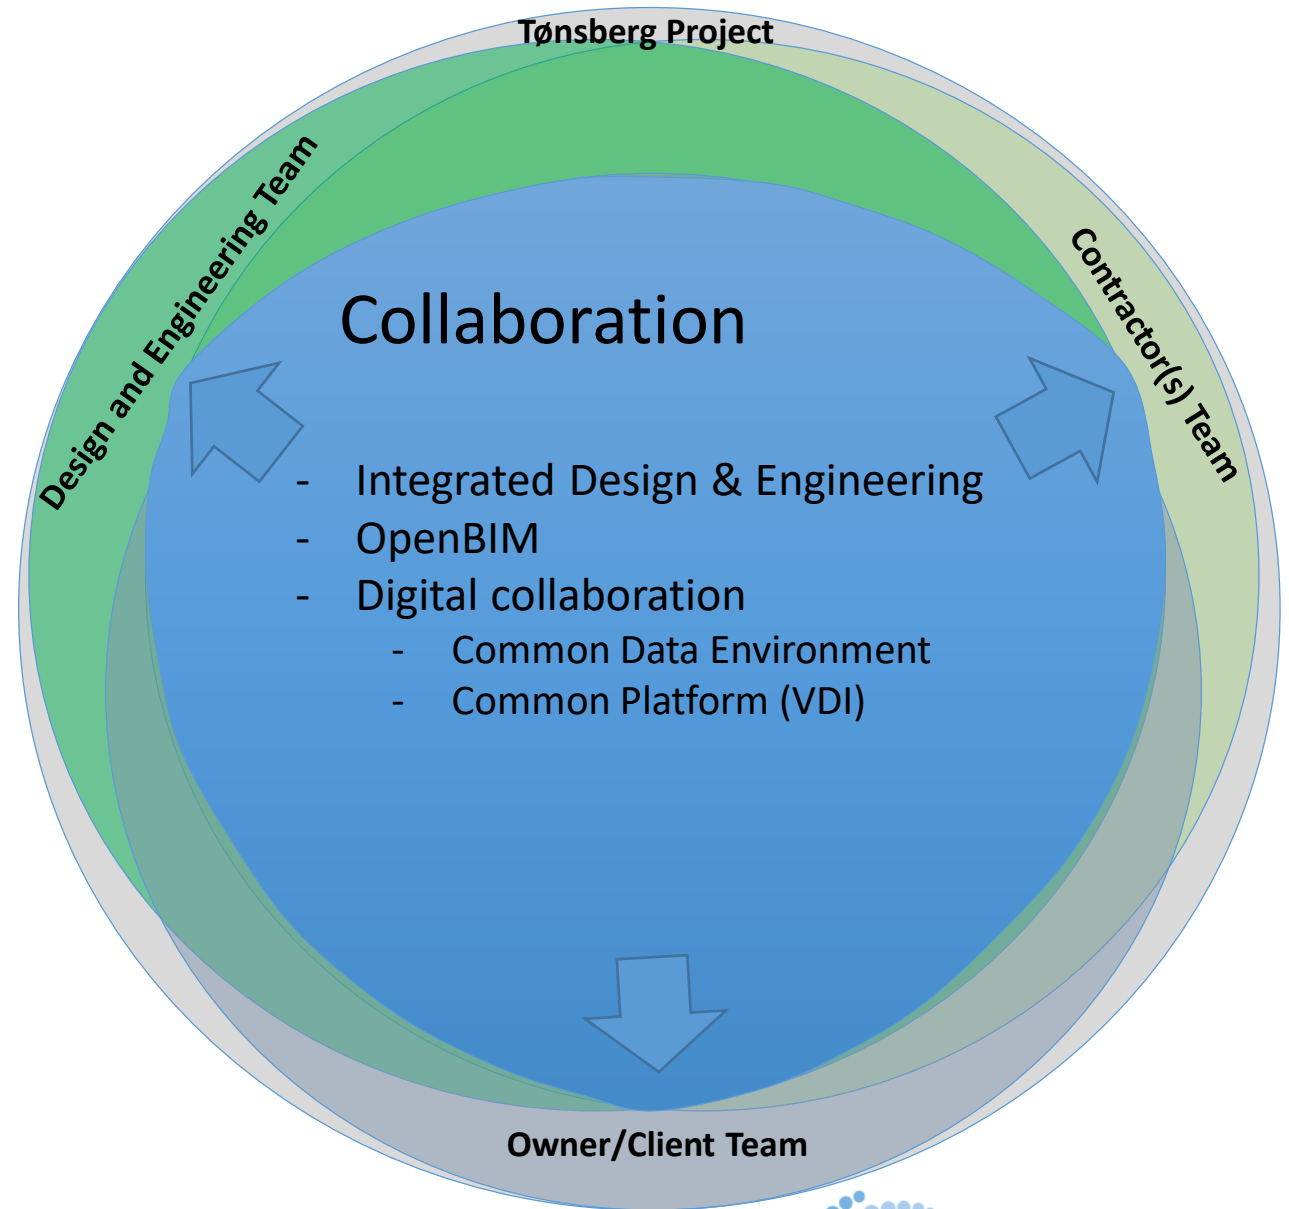 Tønsberg Project
Design and Engineering Team
Contractor(s) Team
Collaboration
- Integrated Design & Engineering
- OpenBIM
- Digital collaboration
- Common Data Environment
- Common Platform (VDI)
Owner/Client Team